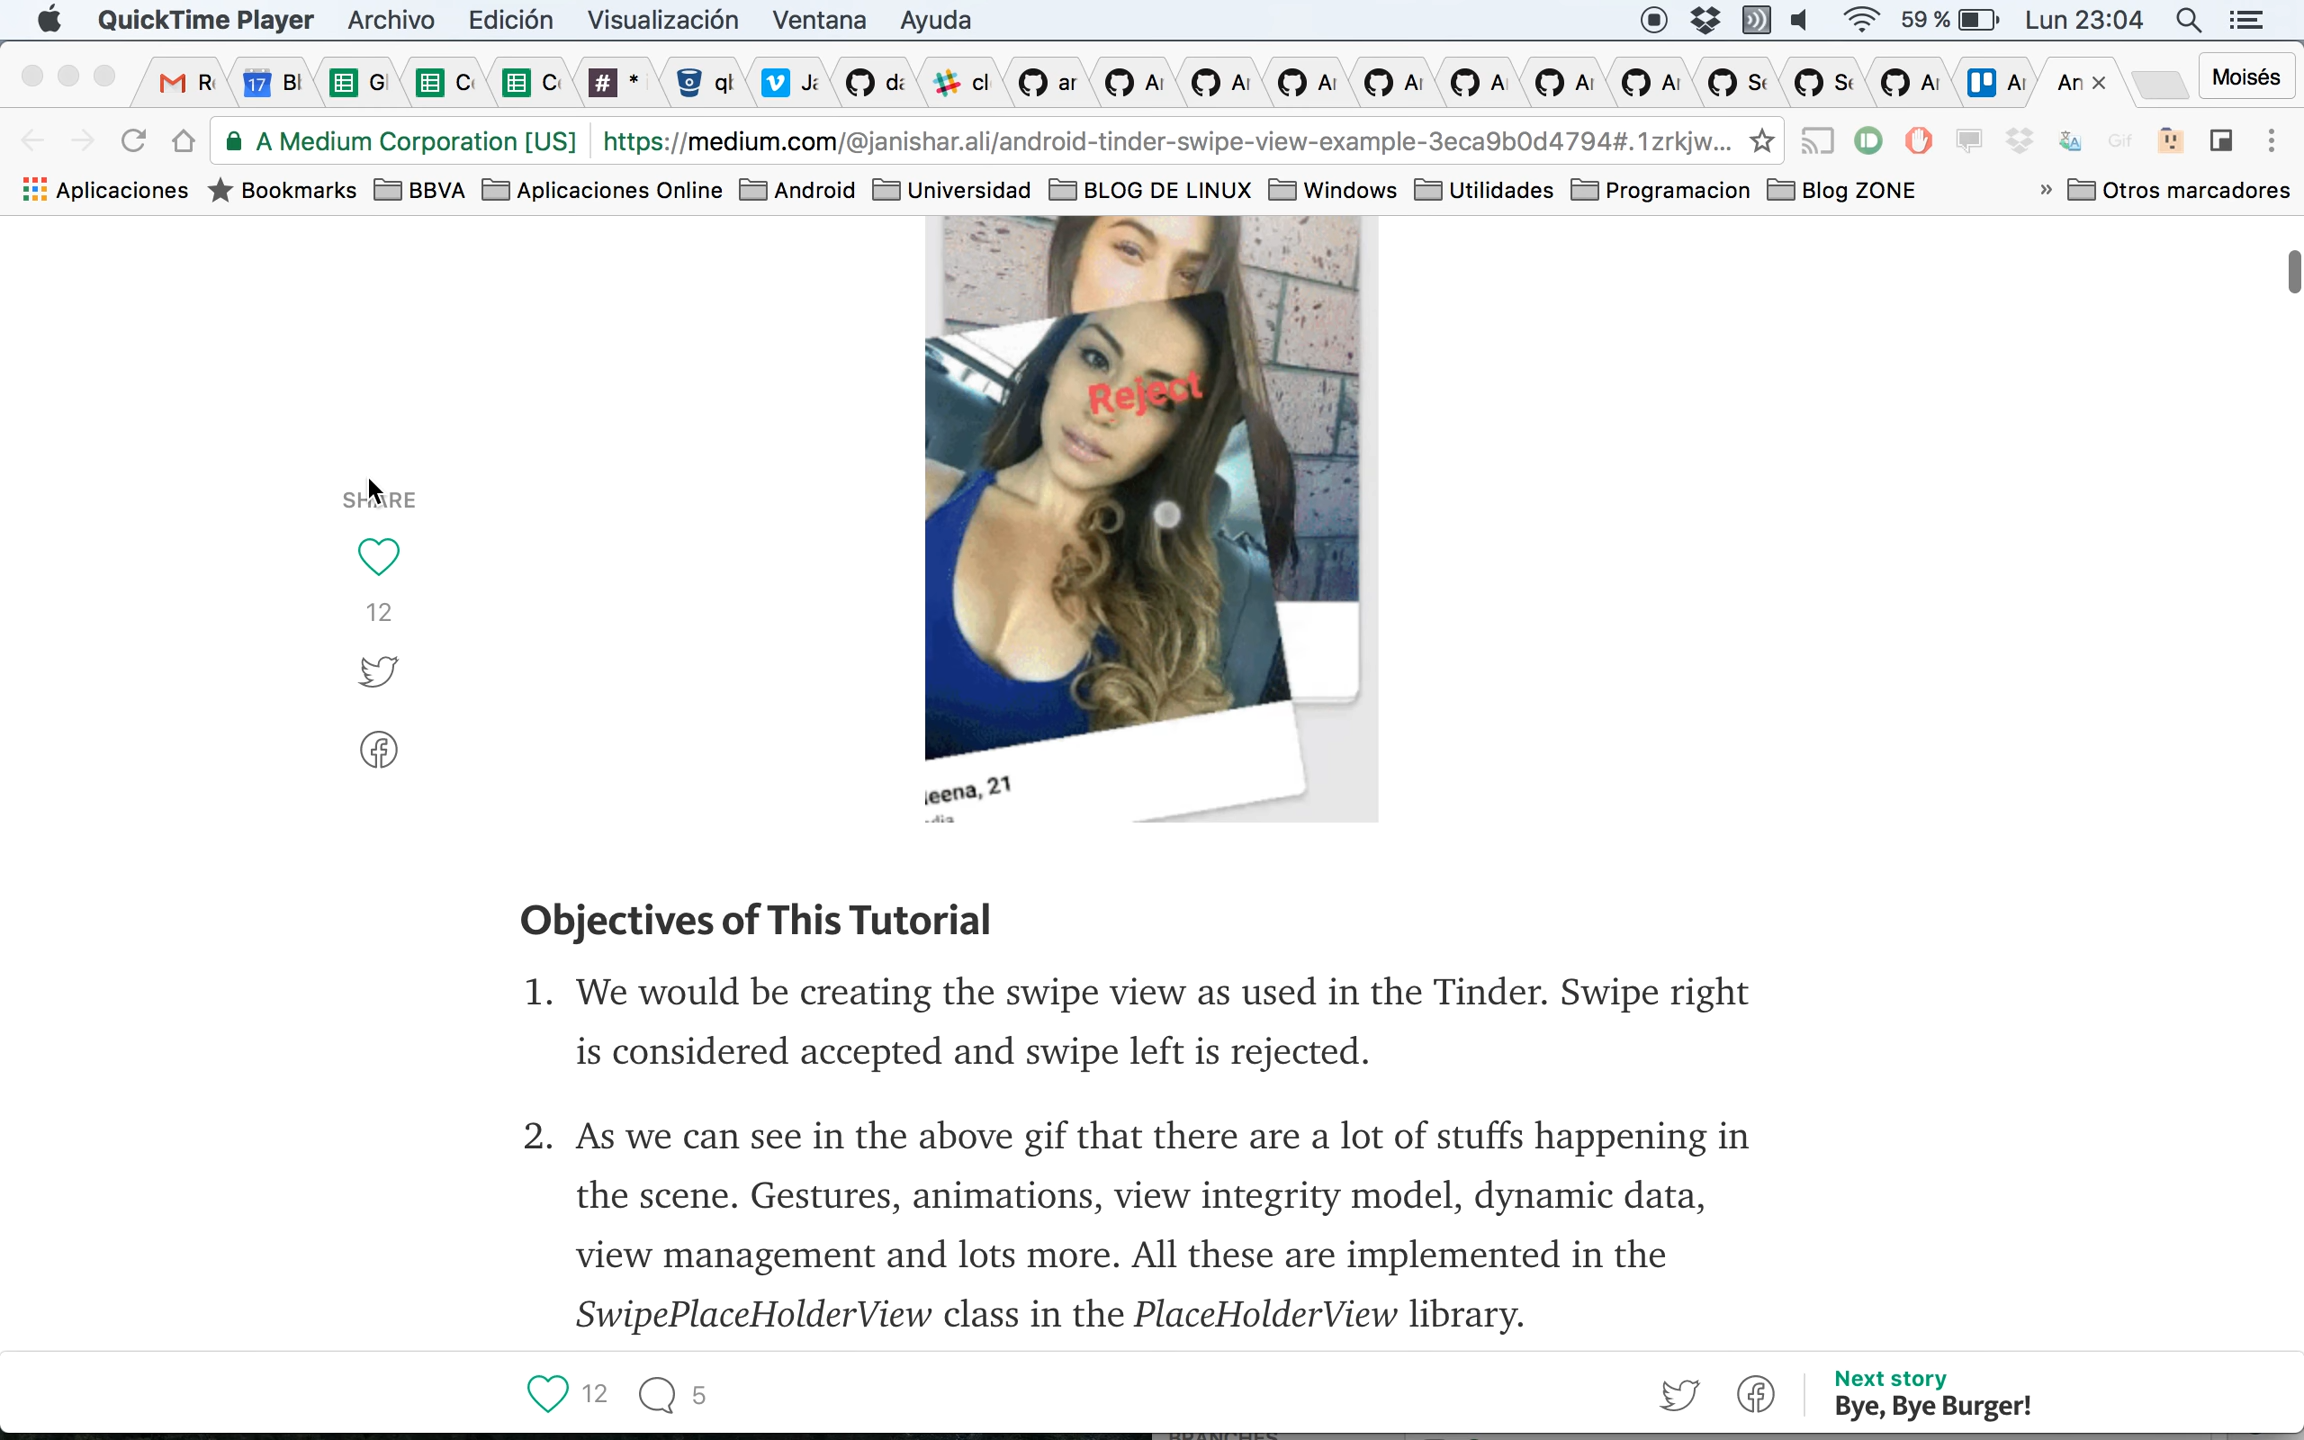 QuickTime Player Archivo Edición Visualización Ventana Ayuda 59 % Lun 23:04
17 # * Moisés
A Medium Corporation [US] https://medium.com/@janishar.ali/android-tinder-swipe-view-example-3eca9b0d4794#.1zrkjw... Gif
Aplicaciones Bookmarks BBVA Aplicaciones Online Android Universidad BLOG DE LINUX Windows Utilidades Programacion Blog ZONE » Otros marcadores
Reject
eena, 21
SHARE
12
Objectives of This Tutorial
1. We would be creating the swipe view as used in the Tinder. Swipe right
is considered accepted and swipe left is rejected.
2. As we can see in the above gif that there are a lot of stuffs happening in
the scene. Gestures, animations, view integrity model, dynamic data,
view management and lots more. All these are implemented in the
SwipePlaceHolderView class in the PlaceHolderView library.
12 5
Next story
Bye, Bye Burger!